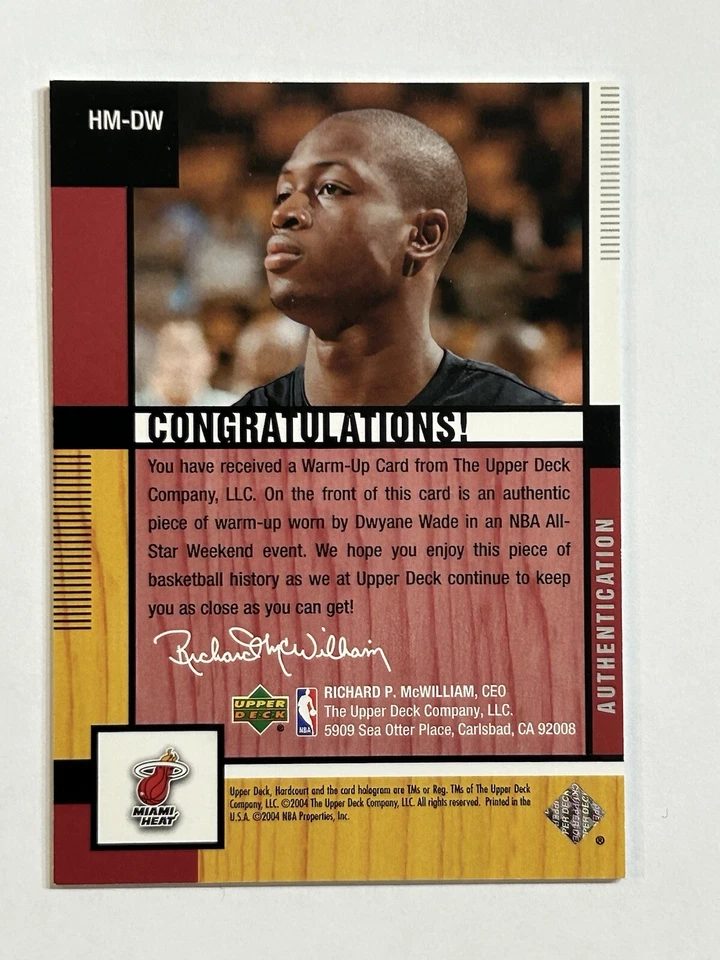 HM-DW
CONGRATULATIONS!
You have received a Warm-Up Card from The Upper Deck
Company, LLC. On the front of this card is an authentic
piece of warm-up worn by Dwyane Wade in an NBA All-
Star Weekend event. We hope you enjoy this piece of
basketball history as we at Upper Deck continue to keep
you as close as you can get!
Richard McWilliam
UPPER
DECK
®
NBA
RICHARD P. McWILLIAM, CEO
The Upper Deck Company, LLC.
5909 Sea Otter Place, Carlsbad, CA 92008
AUTHENTICATION
MIAMI
HEAT
Upper Deck, Hardcourt and the card hologram are TMs or Reg. TMs of The Upper Deck
Company, LLC. ©2004 The Upper Deck Company, LLC. All rights reserved. Printed in the
U.S.A. ©2004 NBA Properties, Inc.
®